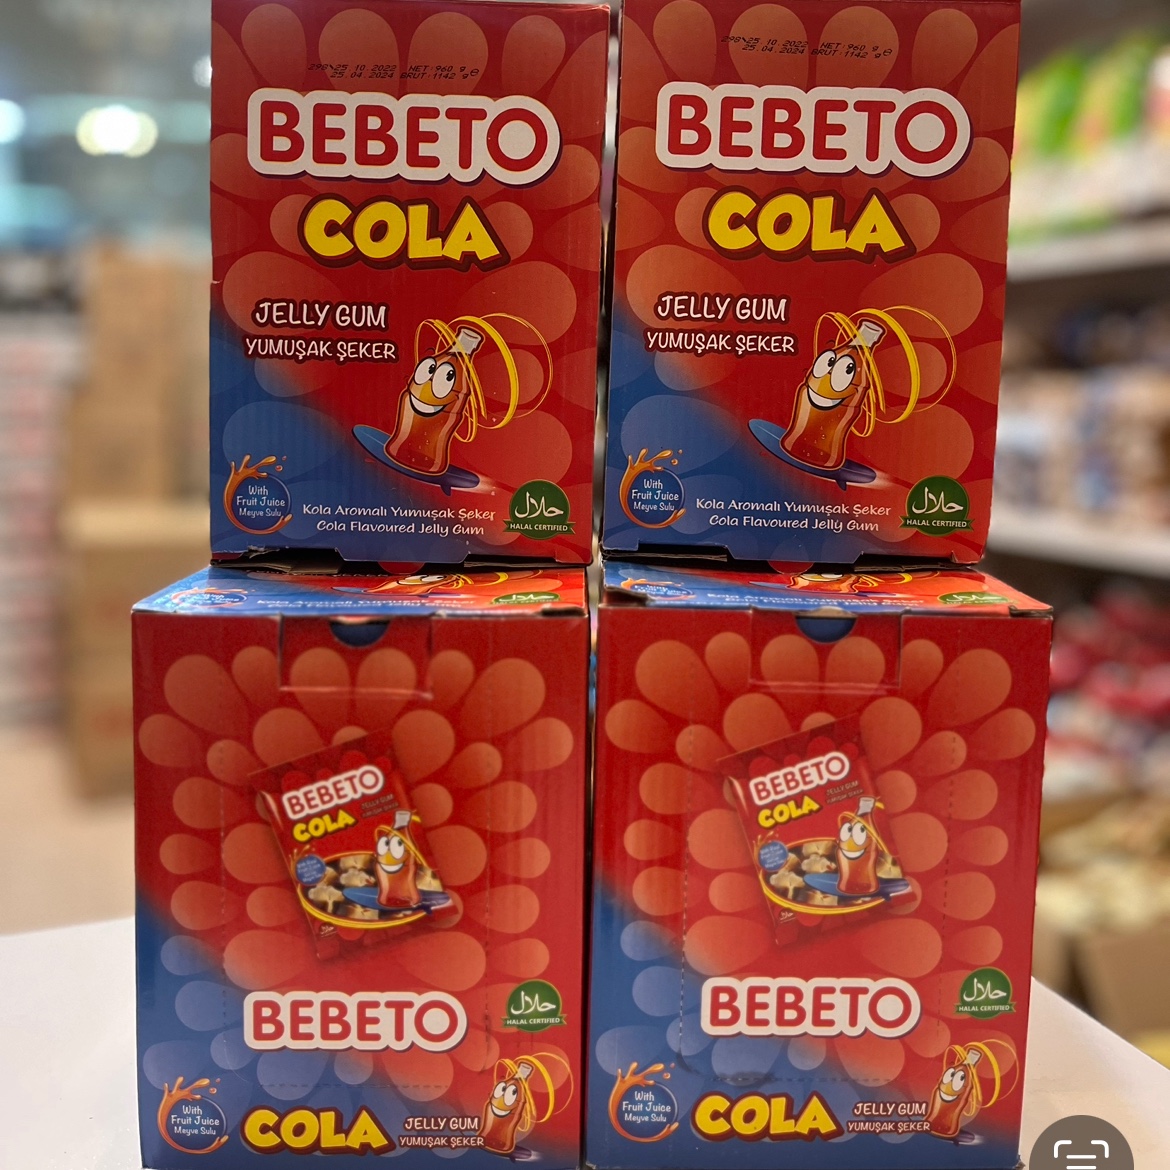 298 25.10.2022 NET:960 g e
25.04.2024 BRUT:1142 g
BEBETO
COLA
JELLY GUM
YUMUŞAK ŞEKER
With
Fruit Juice
Meyve Sulu
Kola Aromalı Yumuşak Şeker
Cola Flavoured Jelly Gum
حلال
HALAL CERTIFIED
298 25.10.2022 NET:960 g e
25.04.2024 BRUT:1142 g
BEBETO
COLA
JELLY GUM
YUMUŞAK ŞEKER
With
Fruit Juice
Meyve Sulu
Kola Aromalı Yumuşak Şeker
Cola Flavoured Jelly Gum
حلال
HALAL CERTIFIED
BEBETO
JELLY GUM
COLA
BEBETO
حلال
HALAL CERTIFIED
With
Fruit Juice
Meyve Sulu
COLA
JELLY GUM
YUMUŞAK ŞEKER
BEBETO
JELLY GUM
COLA
BEBETO
حلال
HALAL CERTIFIED
With
Fruit Juice
Meyve Sulu
COLA
JELLY GUM
YUMUŞAK ŞEKER